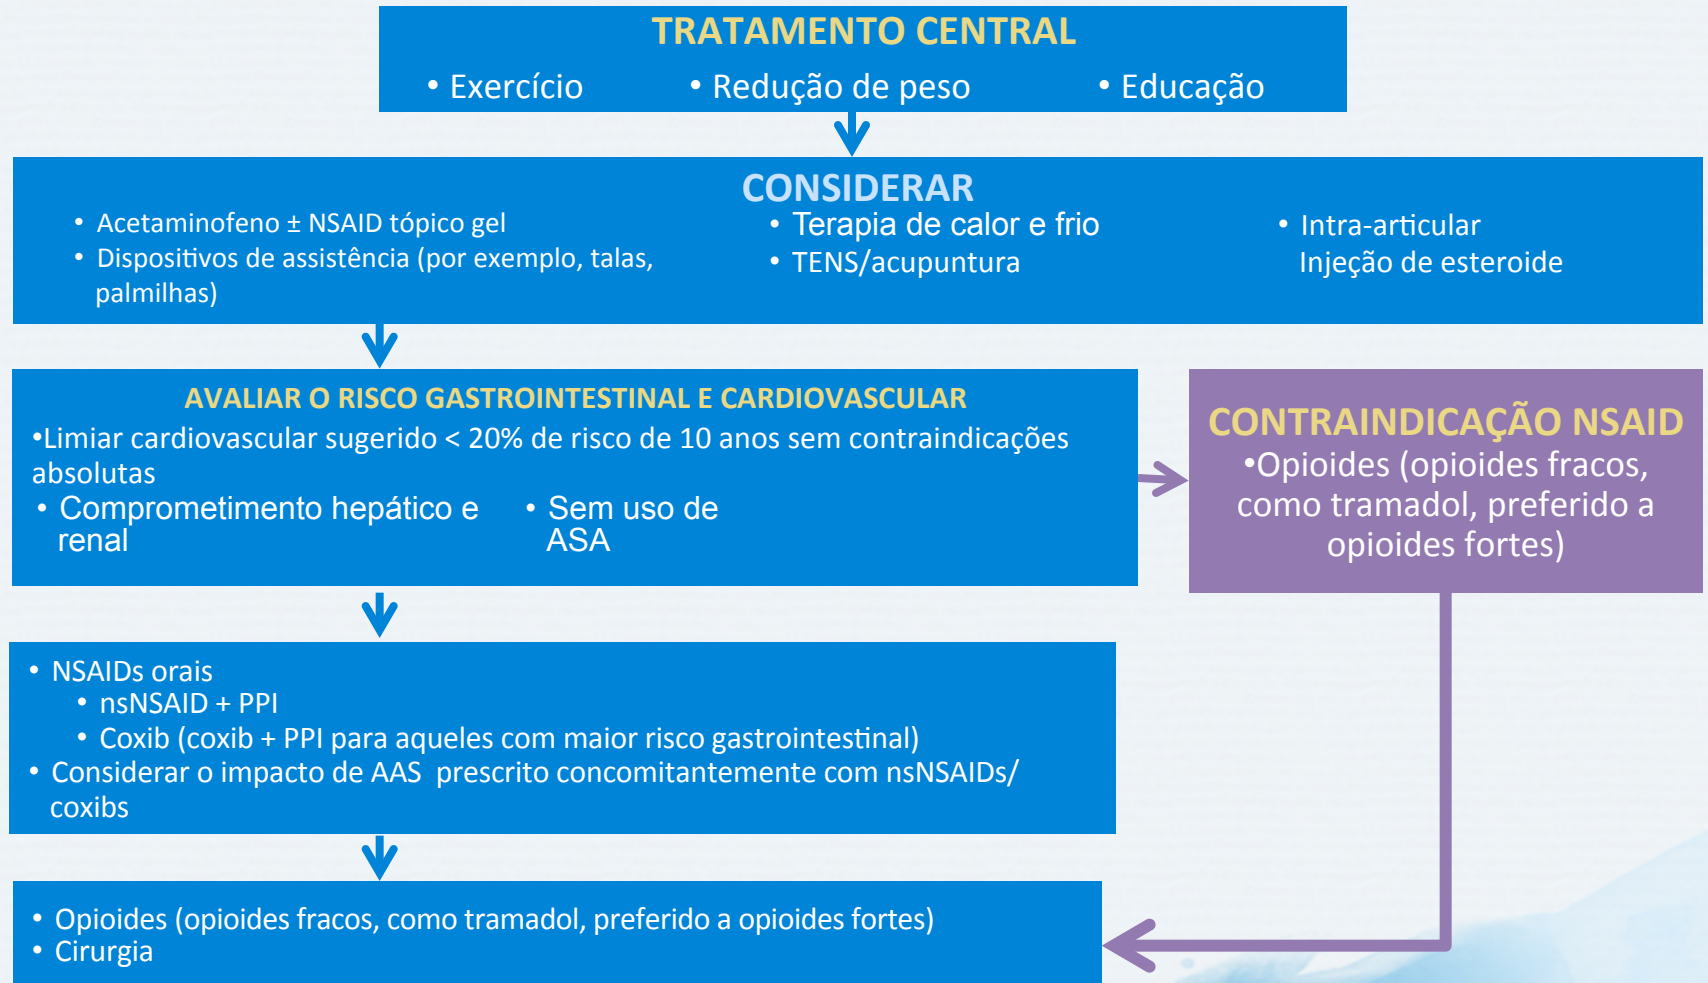 TRATAMENTO CENTRAL
• Exercício • Redução de peso • Educação
CONSIDERAR
• Acetaminofeno ± NSAID tópico gel
• Dispositivos de assistência (por exemplo, talas,
palmilhas)
• Terapia de calor e frio
• TENS/acupuntura
• Intra-articular
Injeção de esteroide
AVALIAR O RISCO GASTROINTESTINAL E CARDIOVASCULAR
•Limiar cardiovascular sugerido < 20% de risco de 10 anos sem contraindicações
absolutas
• Comprometimento hepático e
renal
• Sem uso de
ASA
CONTRAINDICAÇÃO NSAID
•Opioides (opioides fracos,
como tramadol, preferido a
opioides fortes)
• NSAIDs orais
• nsNSAID + PPI
• Coxib (coxib + PPI para aqueles com maior risco gastrointestinal)
• Considerar o impacto de AAS prescrito concomitantemente com nsNSAIDs/
coxibs
• Opioides (opioides fracos, como tramadol, preferido a opioides fortes)
• Cirurgia